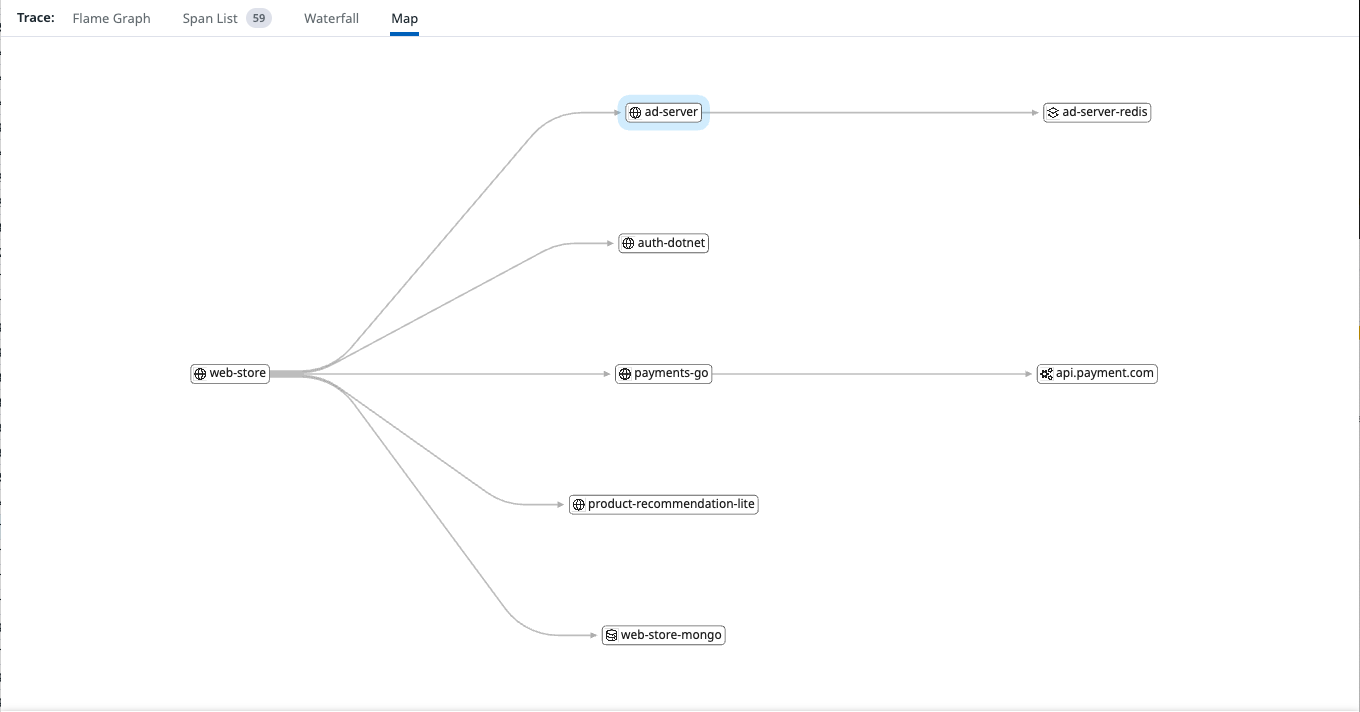 Trace: Flame Graph Span List 59 Waterfall Map
ad-server ad-server-redis
auth-dotnet
web-store payments-go api.payment.com
product-recommendation-lite
web-store-mongo